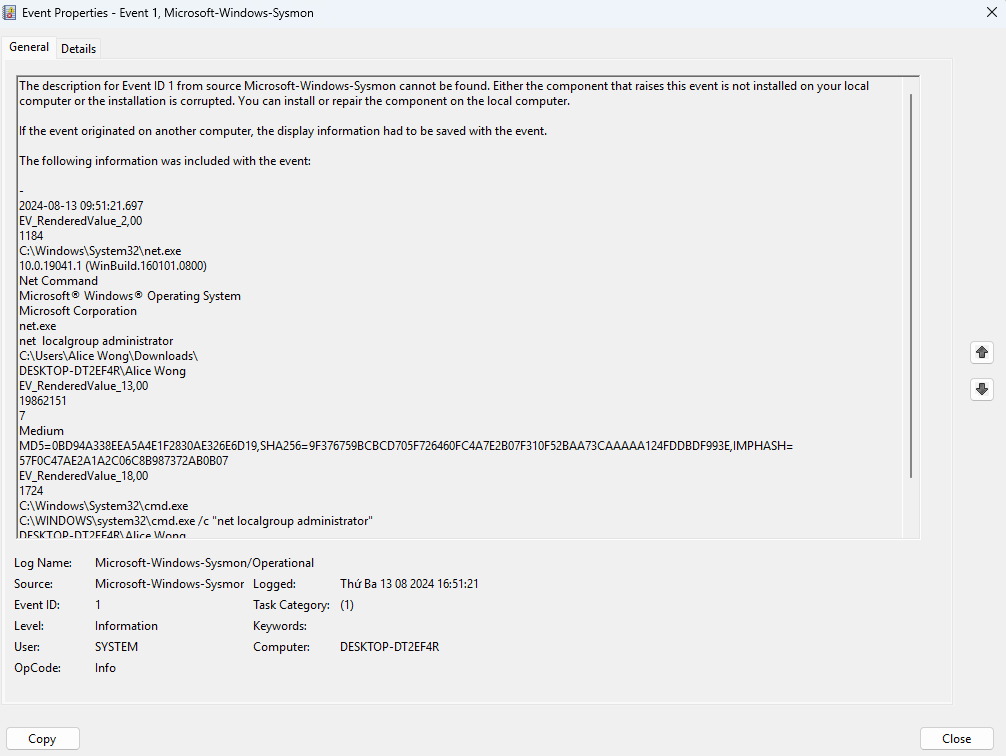 Event Properties - Event 1, Microsoft-Windows-Sysmon
General
Details
The description for Event ID 1 from source Microsoft-Windows-Sysmon cannot be found. Either the component that raises this event is not installed on your local
computer or the installation is corrupted. You can install or repair the component on the local computer.
If the event originated on another computer, the display information had to be saved with the event.
The following information was included with the event:
-
2024-08-13 09:51:21.697
EV_RenderedValue_2,00
1184
C:\Windows\System32\net.exe
10.0.19041.1 (WinBuild.160101.0800)
Net Command
Microsoft® Windows® Operating System
Microsoft Corporation
net.exe
net  localgroup administrator
C:\Users\Alice Wong\Downloads\
DESKTOP-DT2EF4R\Alice Wong
EV_RenderedValue_13,00
19862151
7
Medium
MD5=0BD94A338EEA5A4E1F2830AE326E6D19,SHA256=9F376759BCBCD705F726460FC4A7E2B07F310F52BAA73CAAAAA124FDDBDF993E,IMPHASH=
57F0C47AE2A1A2C06C8B987372AB0B07
EV_RenderedValue_18,00
1724
C:\Windows\System32\cmd.exe
C:\WINDOWS\system32\cmd.exe /c "net localgroup administrator"
DESKTOP-DT2EF4R\Alice Wong
Log Name: Microsoft-Windows-Sysmon/Operational
Source: Microsoft-Windows-Sysmor Logged: Thứ Ba 13 08 2024 16:51:21
Event ID: 1 Task Category: (1)
Level: Information Keywords:
User: SYSTEM Computer: DESKTOP-DT2EF4R
OpCode: Info
Copy
Close